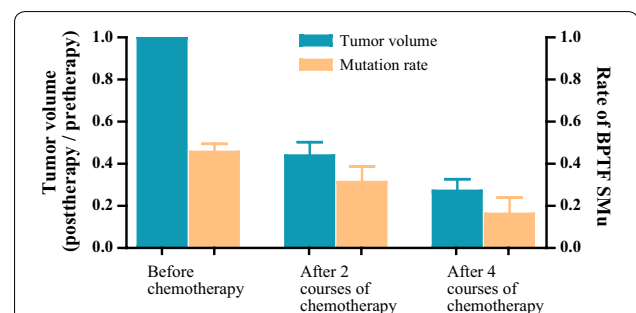 Tumor volume
(posttherapy / pretherapy)
1.0
0.8
0.6
0.4
0.2
0.0
Tumor volume
Mutation rate
1.0
0.8
0.6
0.4
0.2
0.0
Rate of BPTF SMu
Before
chemotherapy
After 2
courses of
chemotherapy
After 4
courses of
chemotherapy